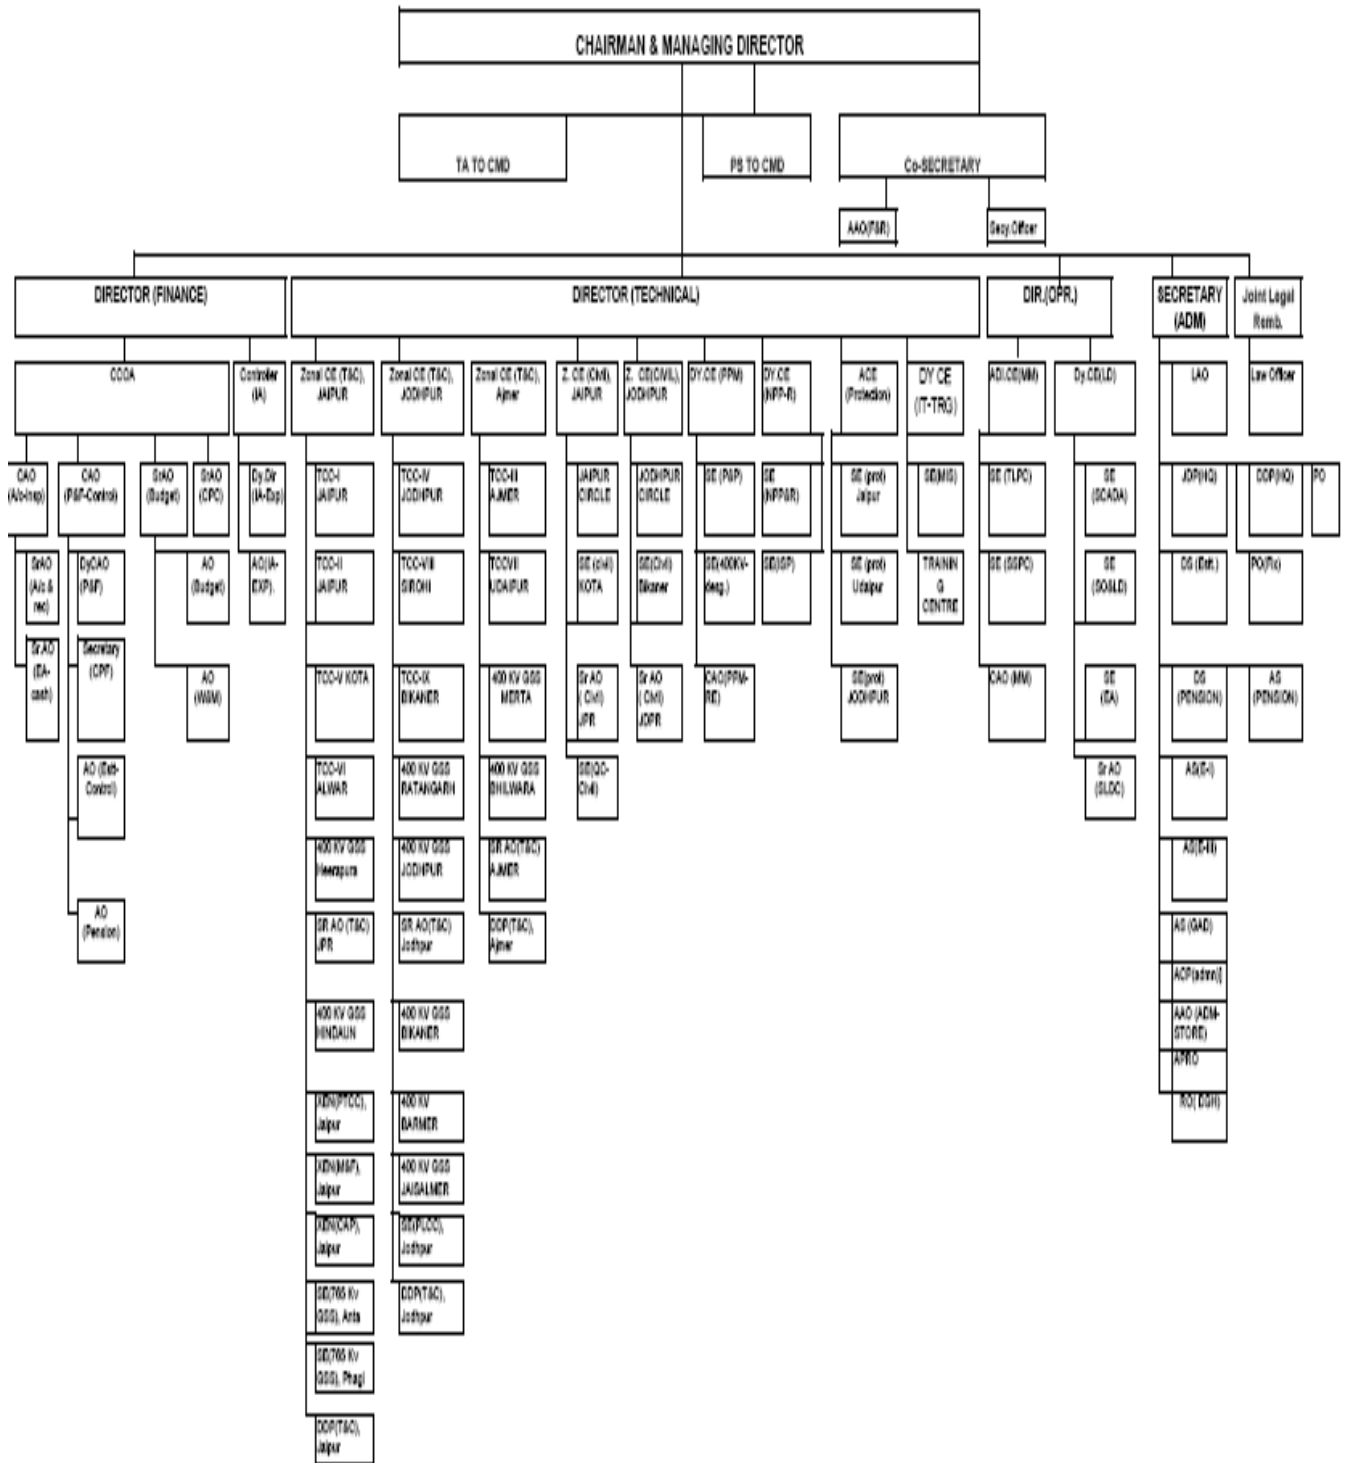 CHAIRMAN & MANAGING DIRECTOR
TA TO CMD
PS TO CMD
Co-SECRETARY
AAO(F&R)
Secy.Officer
DIRECTOR (FINANCE)
DIRECTOR (TECHNICAL)
DIR.(OPR.)
SECRETARY
(ADM)
Joint Legal
Remb.
CCOA
Controller
(IA)
Zonal CE (T&C),
JAIPUR
Zonal CE (T&C),
JODHPUR
Zonal CE (T&C),
Ajmer
Z. CE (Civil),
JAIPUR
Z. CE(CIVIL),
JODHPUR
DY.CE (PPM)
DY.CE
(NPP-R)
ACE
(Protection)
DY CE
(IT-TRG)
ADl.CE(MM)
Dy.CE(LD)
LAO
Law Officer
CAO
(A/c-Insp)
CAO
(P&F-Control)
SrAO
(Budget)
SrAO
(CPC)
Dy.Dir
(IA-Exp)
TCC-I
JAIPUR
TCC-IV
JODHPUR
TCC-III
AJMER
JAIPUR
CIRCLE
JODHPUR
CIRCLE
SE (P&P)
SE
(NPP&R)
SE (prot)
Jaipur
SE(MIS)
SE (TLPC)
SE
(SCADA)
JDP(HQ)
DDP(HQ)
PO
SrAO
(A/c &
rec)
DyCAO
(P&F)
AO
(Budget)
AO(IA-
EXP).
TCC-II
JAIPUR
TCC-VIII
SIROHI
TCCVII
UDAIPUR
SE (civil)
KOTA
SE(Civil)
Bikaner
SE(400KV-
desg.)
SE(ISP)
SE (prot)
Udaipur
TRAININ
G
CENTRE
SE (SSPC)
SE
(SO&LD)
DS (Estt.)
PO(Ric)
Sr.AO
(EA-
cash)
Secretary
(CPF)
AO
(W&M)
TCC-V KOTA
TCC-IX
BIKANER
400 KV GSS
MERTA
Sr AO
( Civil)
JPR
Sr AO
( Civil)
JDPR
CAO(PPM-
RE)
SE(prot)
JODHPUR
CAO (MM)
SE
(EA)
DS
(PENSION)
AS
(PENSION)
AO (Estt-
Control)
TCC-VI
ALWAR
400 KV GSS
RATANGARH
400 KV GSS
BHILWARA
SE(QC-
Civil)
Sr AO
(SLDC)
AS(E-I)
400 KV GSS
Heerapura
400 KV GSS
JODHPUR
SR AO(T&C)
AJMER
AS(E-III)
AO
(Pension)
SR AO (T&C)
JPR
SR AO(T&C)
Jodhpur
DDP(T&C),
Ajmer
AS (GAD)
ACP(admn)]
400 KV GSS
HINDAUN
400 KV GSS
BIKANER
AAO (ADM-
STORE)
APRO
XEN(PTCC),
Jaipur
400 KV
BARMER
RO( DGH)
XEN(M&F),
Jaipur
400 KV GSS
JAISALMER
XEN(CAP),
Jaipur
SE(PLCC),
Jodhpur
SE(765 Kv
GSS), Anta
DDP(T&C),
Jodhpur
SE(765 Kv
GSS), Phagi
DDP(T&C),
Jaipur